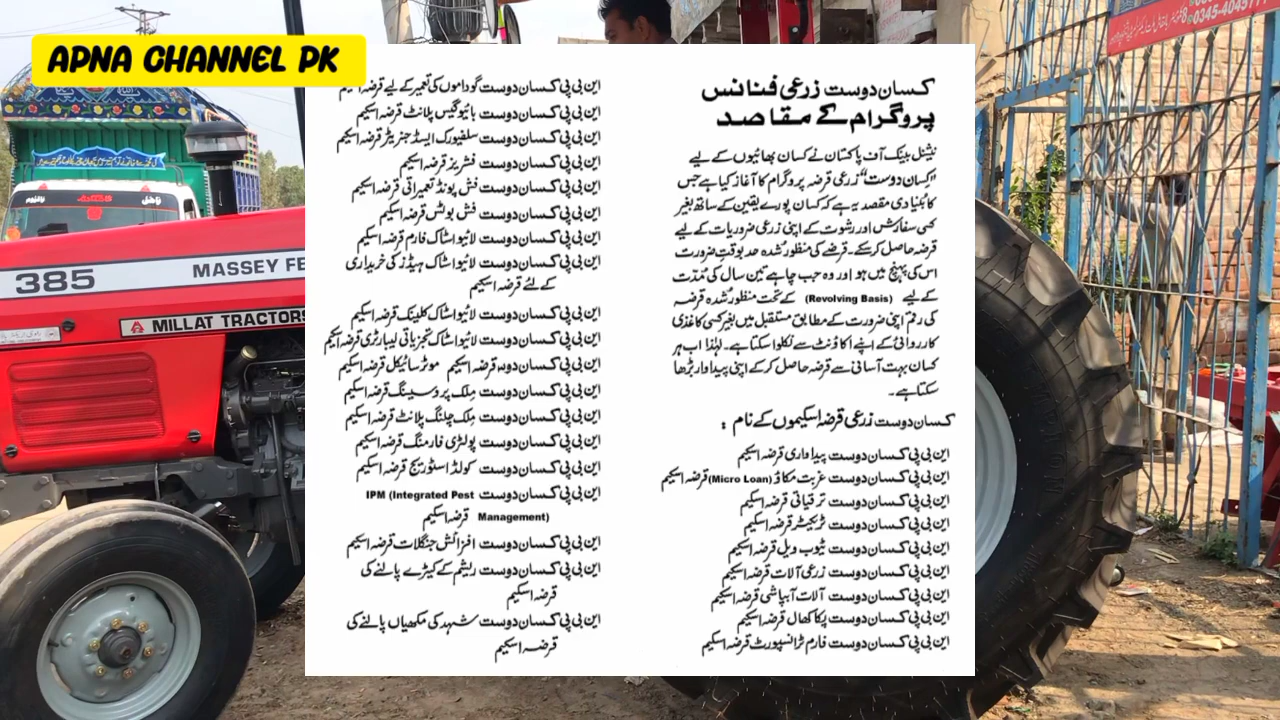 APNA CHANNEL PK
0345-4045777
385
MASSEY FE
MILLAT TRACTORS
کسان دوست زرعی فنانس
پروگرام کے مقاصد
نیشنل بینک آف پاکستان نے کسان بھائیوں کے لیے
"کسان دوست" زرعی قرضہ پروگرام کا آغاز کیا ہے جس
کا بنیادی مقصد یہ ہے کہ کسان پورے یقین کے ساتھ بغیر
کسی سفارش اور رشوت کے اپنی زرعی ضروریات کے لیے
قرضہ حاصل کر سکے۔ قرضے کی منظور شدہ حد بوقتِ ضرورت
اس کی پہنچ میں ہو اور وہ جب چاہے تین سال کی مُدّت
کے لیے (Revolving Basis) کے تحت منظور شدہ قرضہ
کی رقم اپنی ضرورت کے مطابق مستقبل میں بغیر کسی کاغذی
کارروائی کے اپنے اکاؤنٹ سے نکلوا سکتا ہے۔ لہٰذا اب ہر
کسان بہت آسانی سے قرضہ حاصل کر کے اپنی پیداوار بڑھا
سکتا ہے۔
کسان دوست زرعی قرضہ اسکیموں کے نام :
این بی پی کسان دوست پیداواری قرضہ اسکیم
این بی پی کسان دوست غربت مکاؤ (Micro Loan) قرضہ اسکیم
این بی پی کسان دوست ترقیاتی قرضہ اسکیم
این بی پی کسان دوست ٹریکٹر قرضہ اسکیم
این بی پی کسان دوست ٹیوب ویل قرضہ اسکیم
این بی پی کسان دوست زرعی آلات قرضہ اسکیم
این بی پی کسان دوست آلات آبپاشی قرضہ اسکیم
این بی پی کسان دوست پکا کھال قرضہ اسکیم
این بی پی کسان دوست فارم ٹرانسپورٹ قرضہ اسکیم
این بی پی کسان دوست گوداموں کی تعمیر کے لیے قرضہ اسکیم
این بی پی کسان دوست بائیو گیس پلانٹ قرضہ اسکیم
این بی پی کسان دوست سلفیورک ایسڈ جنریٹر قرضہ اسکیم
این بی پی کسان دوست فشریز قرضہ اسکیم
این بی پی کسان دوست فش پونڈ تعمیراتی قرضہ اسکیم
این بی پی کسان دوست فش بوٹس قرضہ اسکیم
این بی پی کسان دوست لائیو اسٹاک فارم قرضہ اسکیم
این بی پی کسان دوست لائیو اسٹاک ہیڈز کی خریداری
کے لئے قرضہ اسکیم
این بی پی کسان دوست لائیو اسٹاک کلینک قرضہ اسکیم
این بی پی کسان دوست لائیو اسٹاک تجزیاتی لیبارٹری قرضہ اسکیم
این بی پی کسان دوست قرضہ اسکیم موٹر سائیکل قرضہ اسکیم
این بی پی کسان دوست مِلک پروسیسنگ قرضہ اسکیم
این بی پی کسان دوست مِلک چلنگ پلانٹ قرضہ اسکیم
این بی پی کسان دوست پولٹری فارمنگ قرضہ اسکیم
این بی پی کسان دوست کولڈ اسٹوریج قرضہ اسکیم
این بی پی کسان دوست IPM (Integrated Pest
Management) قرضہ اسکیم
این بی پی کسان دوست افزائش جنگلات قرضہ اسکیم
این بی پی کسان دوست ریشم کے کیڑے پالنے کی
قرضہ اسکیم
این بی پی کسان دوست شہد کی مکھیاں پالنے کی
قرضہ اسکیم